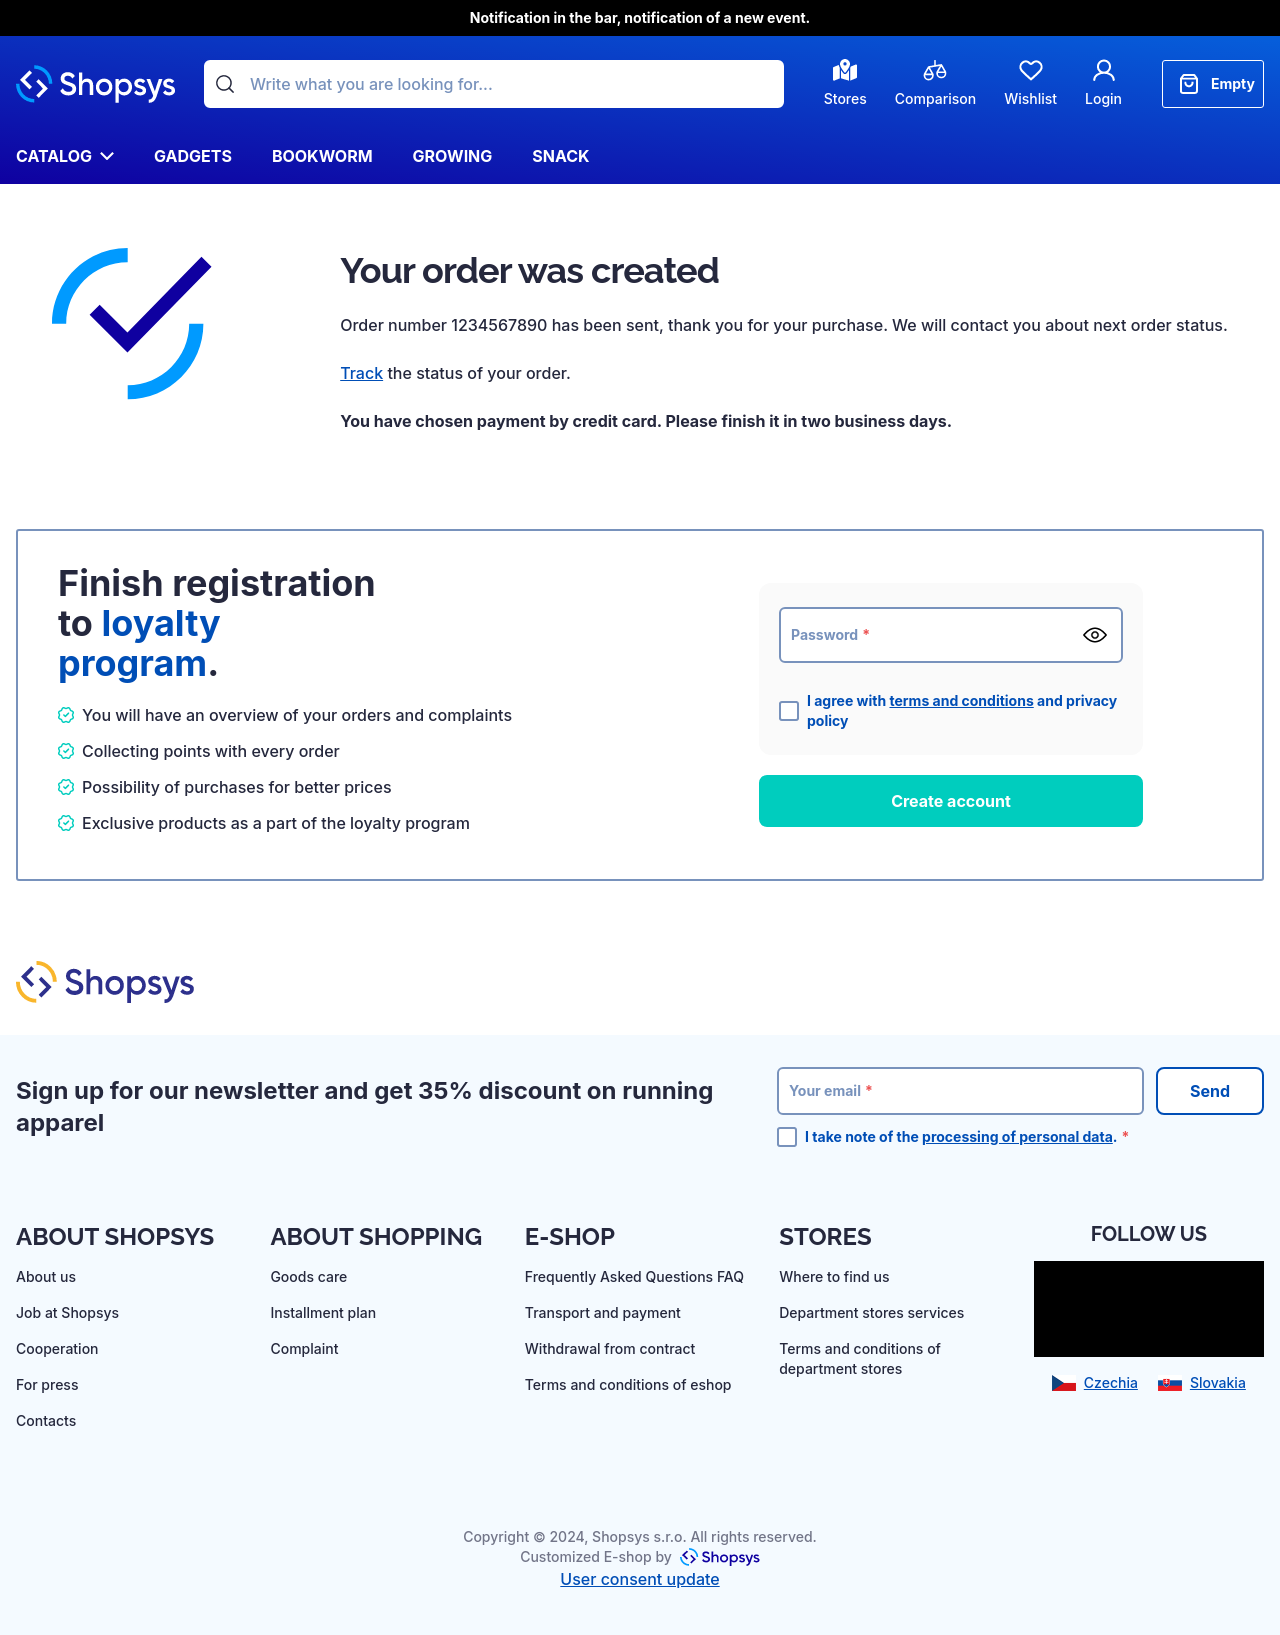 Notification in the bar, notification of a new event.
Shopsys
Write what you are looking for...
Stores
Comparison
Wishlist
Login
Empty
CATALOG
GADGETS
BOOKWORM
GROWING
SNACK
Your order was created
Order number 1234567890 has been sent, thank you for your purchase. We will contact you about next order status.
Track the status of your order.
You have chosen payment by credit card. Please finish it in two business days.
Finish registration
to loyalty
program.
You will have an overview of your orders and complaints
Collecting points with every order
Possibility of purchases for better prices
Exclusive products as a part of the loyalty program
Password *
I agree with terms and conditions and privacy
policy
Create account
Shopsys
Sign up for our newsletter and get 35% discount on running
apparel
Your email *
Send
I take note of the processing of personal data. *
ABOUT SHOPSYS
About us
Job at Shopsys
Cooperation
For press
Contacts
ABOUT SHOPPING
Goods care
Installment plan
Complaint
E-SHOP
Frequently Asked Questions FAQ
Transport and payment
Withdrawal from contract
Terms and conditions of eshop
STORES
Where to find us
Department stores services
Terms and conditions of
department stores
FOLLOW US
Czechia
Slovakia
Copyright © 2024, Shopsys s.r.o. All rights reserved.
Customized E-shop by Shopsys
User consent update